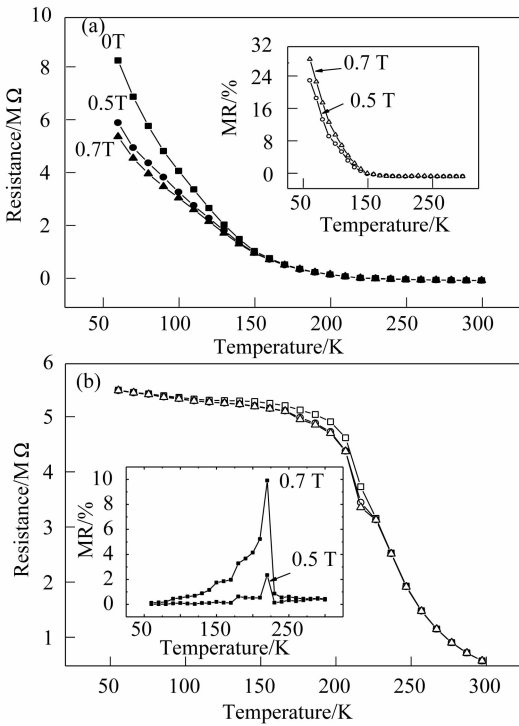 10
(a)
0T
8
0.5T
6
0.7T
4
2
0
Resistance/MΩ
50 100 150 200 250 300
Temperature/K
32
28
24
16
8
0
MR/%
0.7 T
0.5 T
50 150 250
Temperature/K
6
(b)
5
4
3
2
1
Resistance/MΩ
50 100 150 200 250 300
Temperature/K
10
8
6
4
2
0
MR/%
0.7 T
0.5 T
50 150 250
Temperature/K